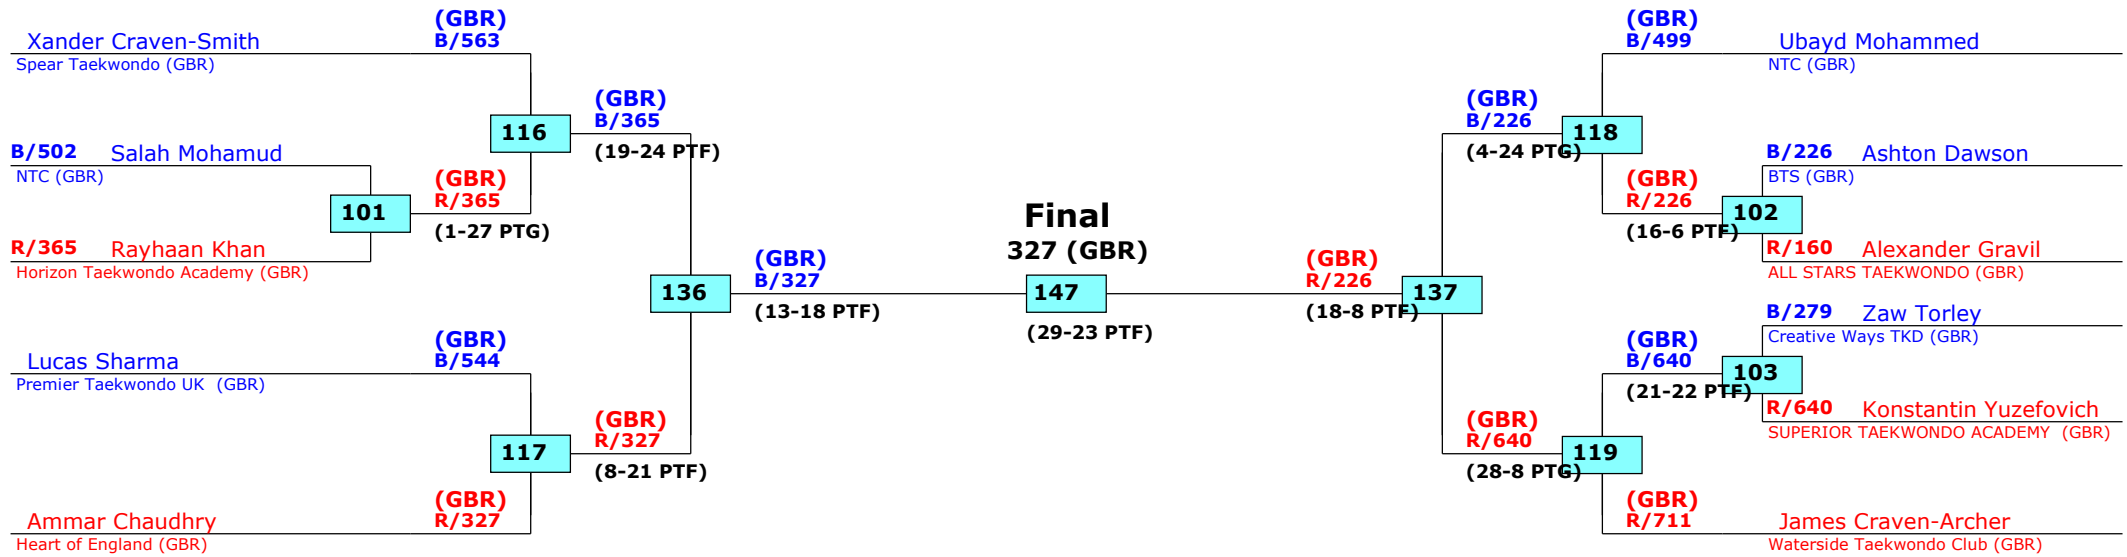 (GBR)
B/563
Xander Craven-Smith
Spear Taekwondo (GBR)
B/502 Salah Mohamud
NTC (GBR)
R/365 Rayhaan Khan
Horizon Taekwondo Academy (GBR)
101
(GBR)
R/365
(1-27 PTG)
116
(GBR)
B/365
(19-24 PTF)
(GBR)
B/544
Lucas Sharma
Premier Taekwondo UK (GBR)
(GBR)
R/327
Ammar Chaudhry
Heart of England (GBR)
117
(GBR)
R/327
(8-21 PTF)
136
(GBR)
B/327
(13-18 PTF)
Final
327 (GBR)
147
(29-23 PTF)
(GBR)
R/226
(18-8 PTF)
137
(GBR)
B/226
(4-24 PTG)
118
(GBR)
B/499
Ubayd Mohammed
NTC (GBR)
(GBR)
R/226
(16-6 PTF)
102
B/226 Ashton Dawson
BTS (GBR)
R/160 Alexander Gravil
ALL STARS TAEKWONDO (GBR)
B/279 Zaw Torley
Creative Ways TKD (GBR)
103
(GBR)
B/640
(21-22 PTF)
R/640 Konstantin Yuzefovich
SUPERIOR TAEKWONDO ACADEMY (GBR)
(GBR)
R/640
(28-8 PTG)
119
(GBR)
R/711
James Craven-Archer
Waterside Taekwondo Club (GBR)